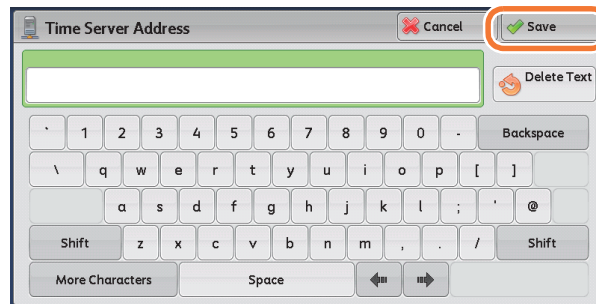 Time Server Address Cancel Save
Delete Text
` 1 2 3 4 5 6 7 8 9 0 - Backspace
\ q w e r t y u i o p [ ]
a s d f g h j k l ; ' @
Shift z x c v b n m , . / Shift
More Characters Space